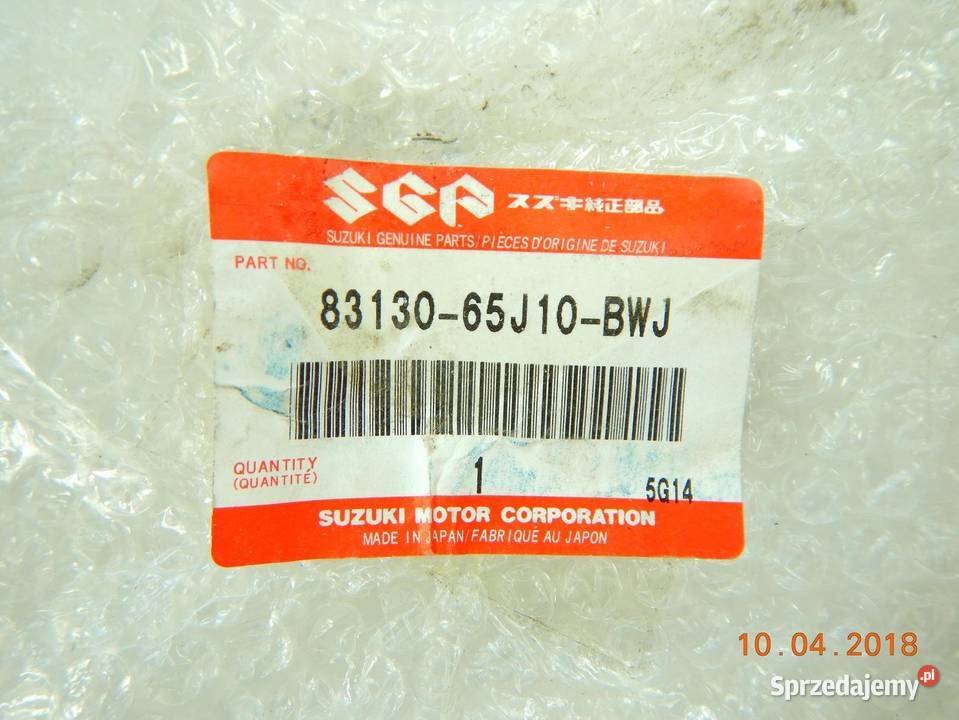 SGP スズキ純正部品
SUZUKI GENUINE PARTS/PIÈCES D'ORIGINE DE SUZUKI
PART NO.
83130-65J10-BWJ
QUANTITY
(QUANTITÉ)
1
5G14
SUZUKI MOTOR CORPORATION
MADE IN JAPAN/FABRIQUÉ AU JAPON
10.04.2018
Sprzedajemy.pl